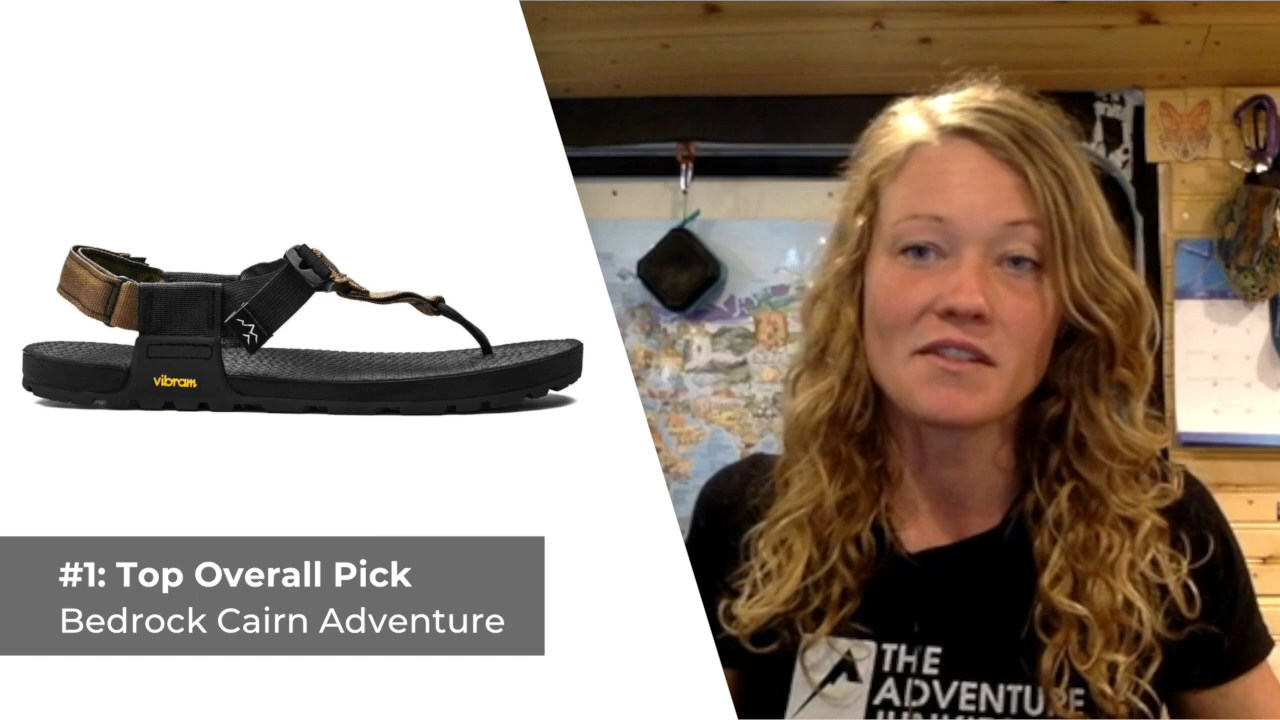 #1: Top Overall Pick
Bedrock Cairn Adventure
vibram
THE
ADVENTURE